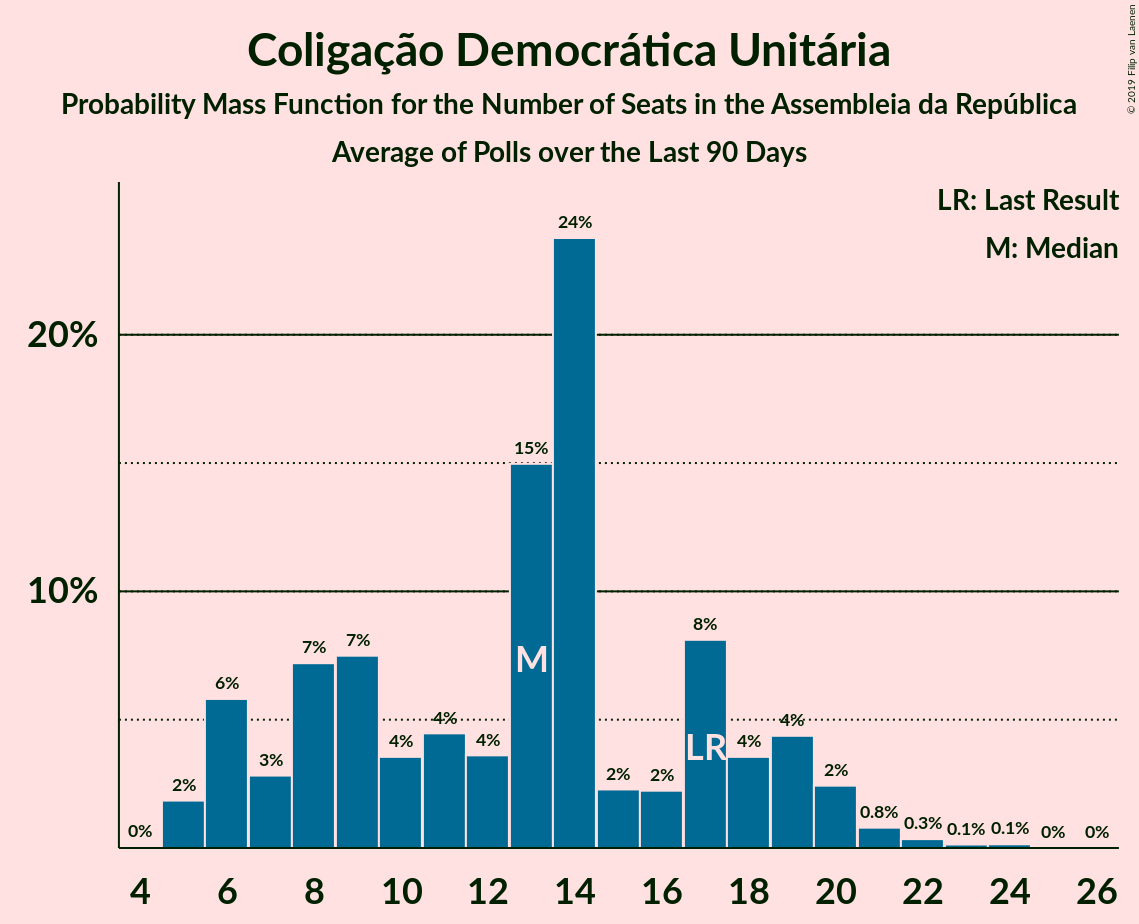 Coligação Democrática Unitária
Probability Mass Function for the Number of Seats in the Assembleia da República
Average of Polls over the Last 90 Days
© 2019 Filip van Laenen
LR: Last Result
M: Median
20%
10%
0%
2%
6%
3%
7%
7%
4%
4%
4%
15%
24%
2%
2%
8%
4%
4%
2%
0.8%
0.3%
0.1%
0.1%
0%
0%
M
LR
4 6 8 10 12 14 16 18 20 22 24 26